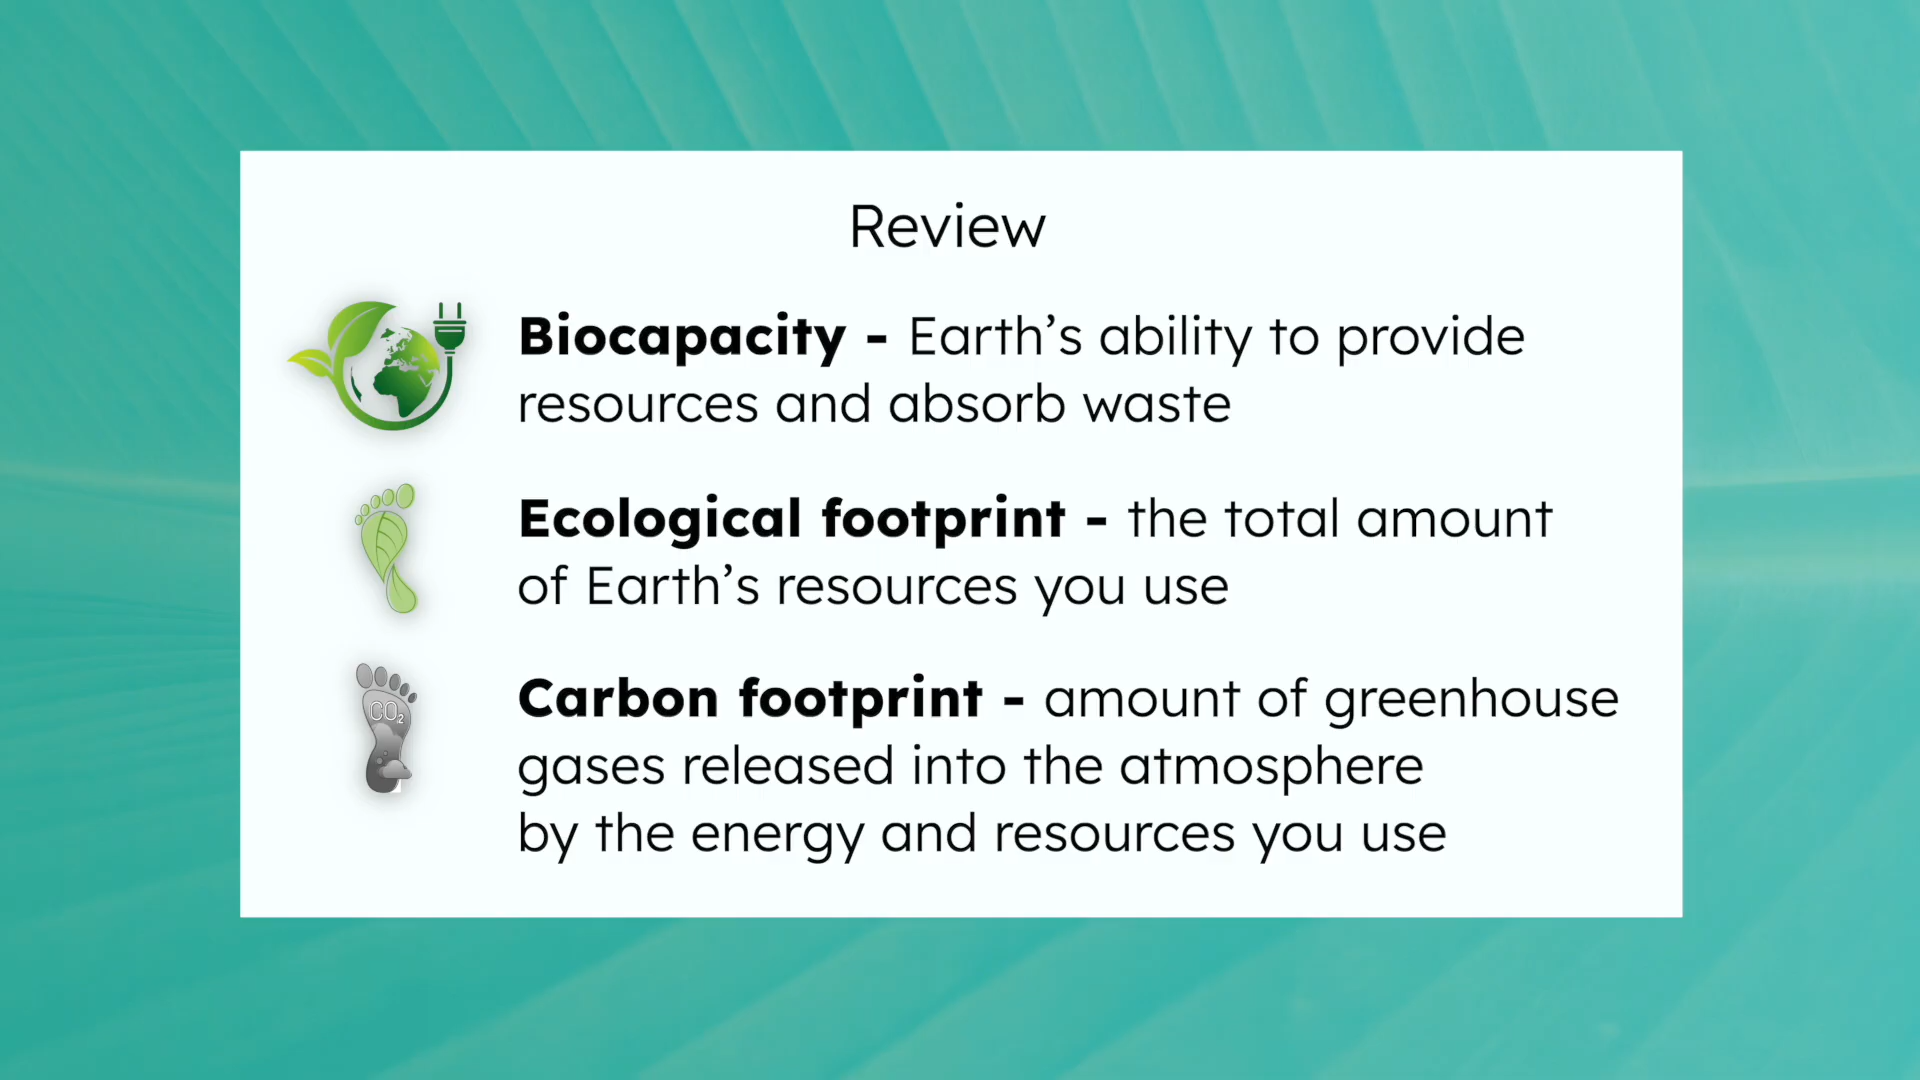 Review
Biocapacity - Earth’s ability to provide
resources and absorb waste
Ecological footprint - the total amount
of Earth’s resources you use
CO₂
Carbon footprint - amount of greenhouse
gases released into the atmosphere
by the energy and resources you use